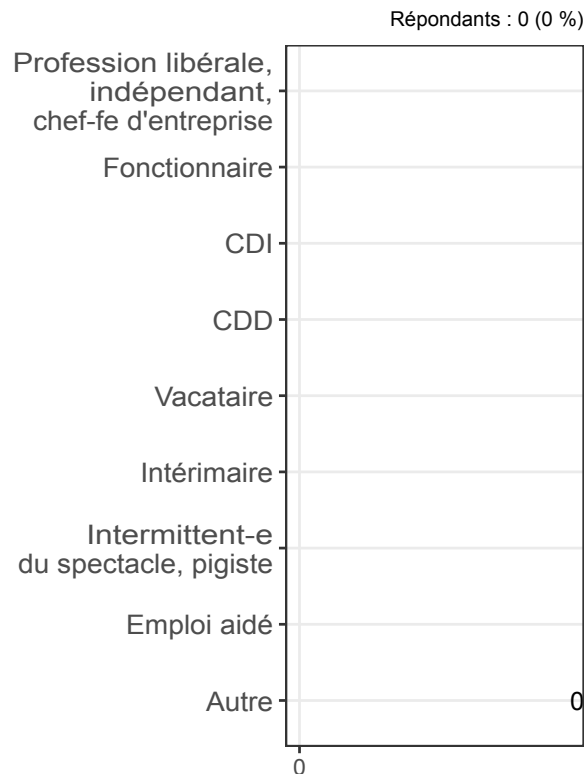 Répondants : 0 (0 %)
Profession libérale,
indépendant,
chef-fe d'entreprise
Fonctionnaire
CDI
CDD
Vacataire
Intérimaire
Intermittent-e
du spectacle, pigiste
Emploi aidé
Autre
0
0